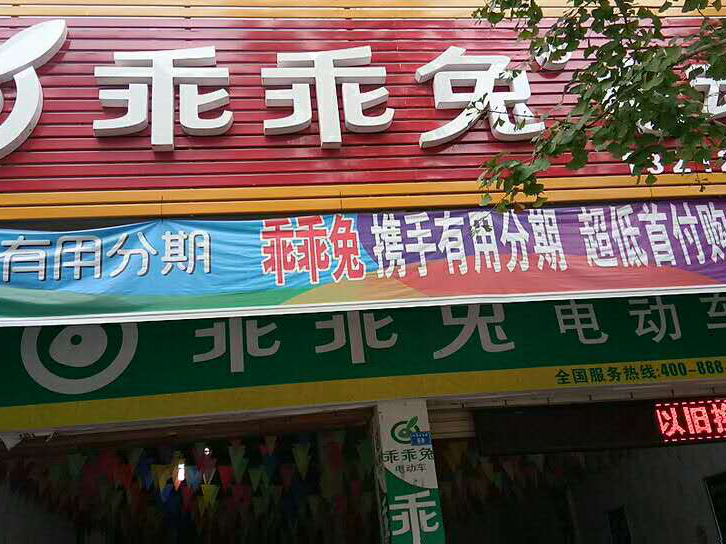 乖乖兔
有用分期 乖乖兔 携手有用分期 超低首付购
乖乖兔 电动车
全国服务热线:400-888-
以旧换
乖乖兔
电动车
乖